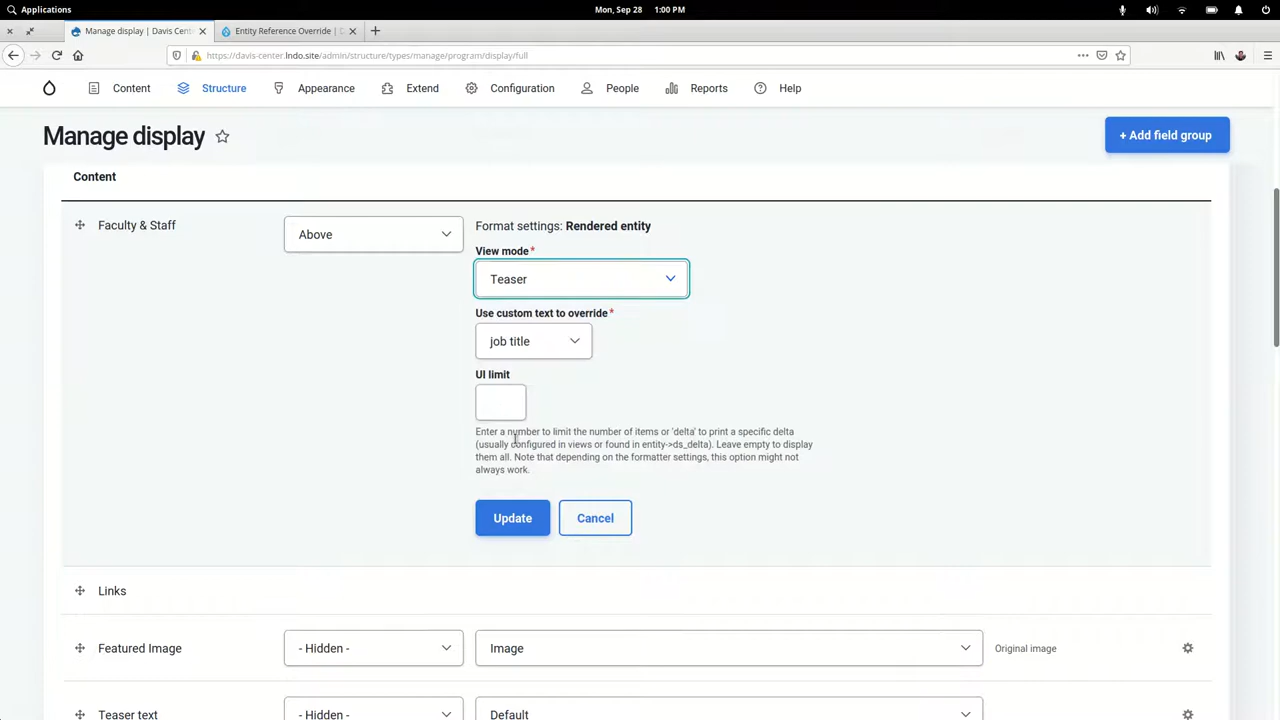 Applications
Mon, Sep 28 1:00 PM
Manage display | Davis Cent
Entity Reference Override | D
https://davis-center.lndo.site/admin/structure/types/manage/program/display/full
Content
Structure
Appearance
Extend
Configuration
People
Reports
Help
Manage display
+ Add field group
Content
Faculty & Staff
Above
Format settings: Rendered entity
View mode*
Teaser
Use custom text to override*
job title
UI limit
Enter a number to limit the number of items or 'delta' to print a specific delta
(usually configured in views or found in entity->ds_delta). Leave empty to display
them all. Note that depending on the formatter settings, this option might not
always work.
Update
Cancel
Links
Featured Image
- Hidden -
Image
Original image
Teaser text
- Hidden -
Default